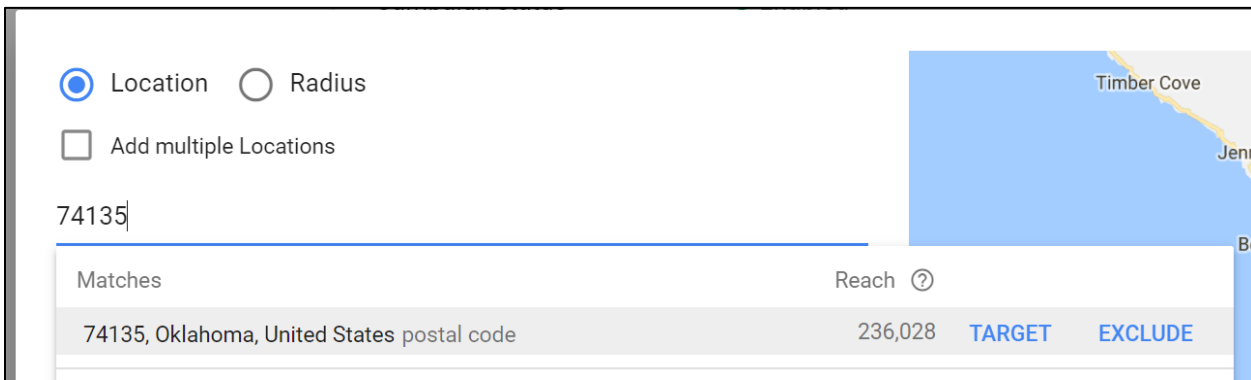 Location Radius
Timber Cove
Add multiple Locations
74135
Matches Reach
74135, Oklahoma, United States postal code 236,028 TARGET EXCLUDE